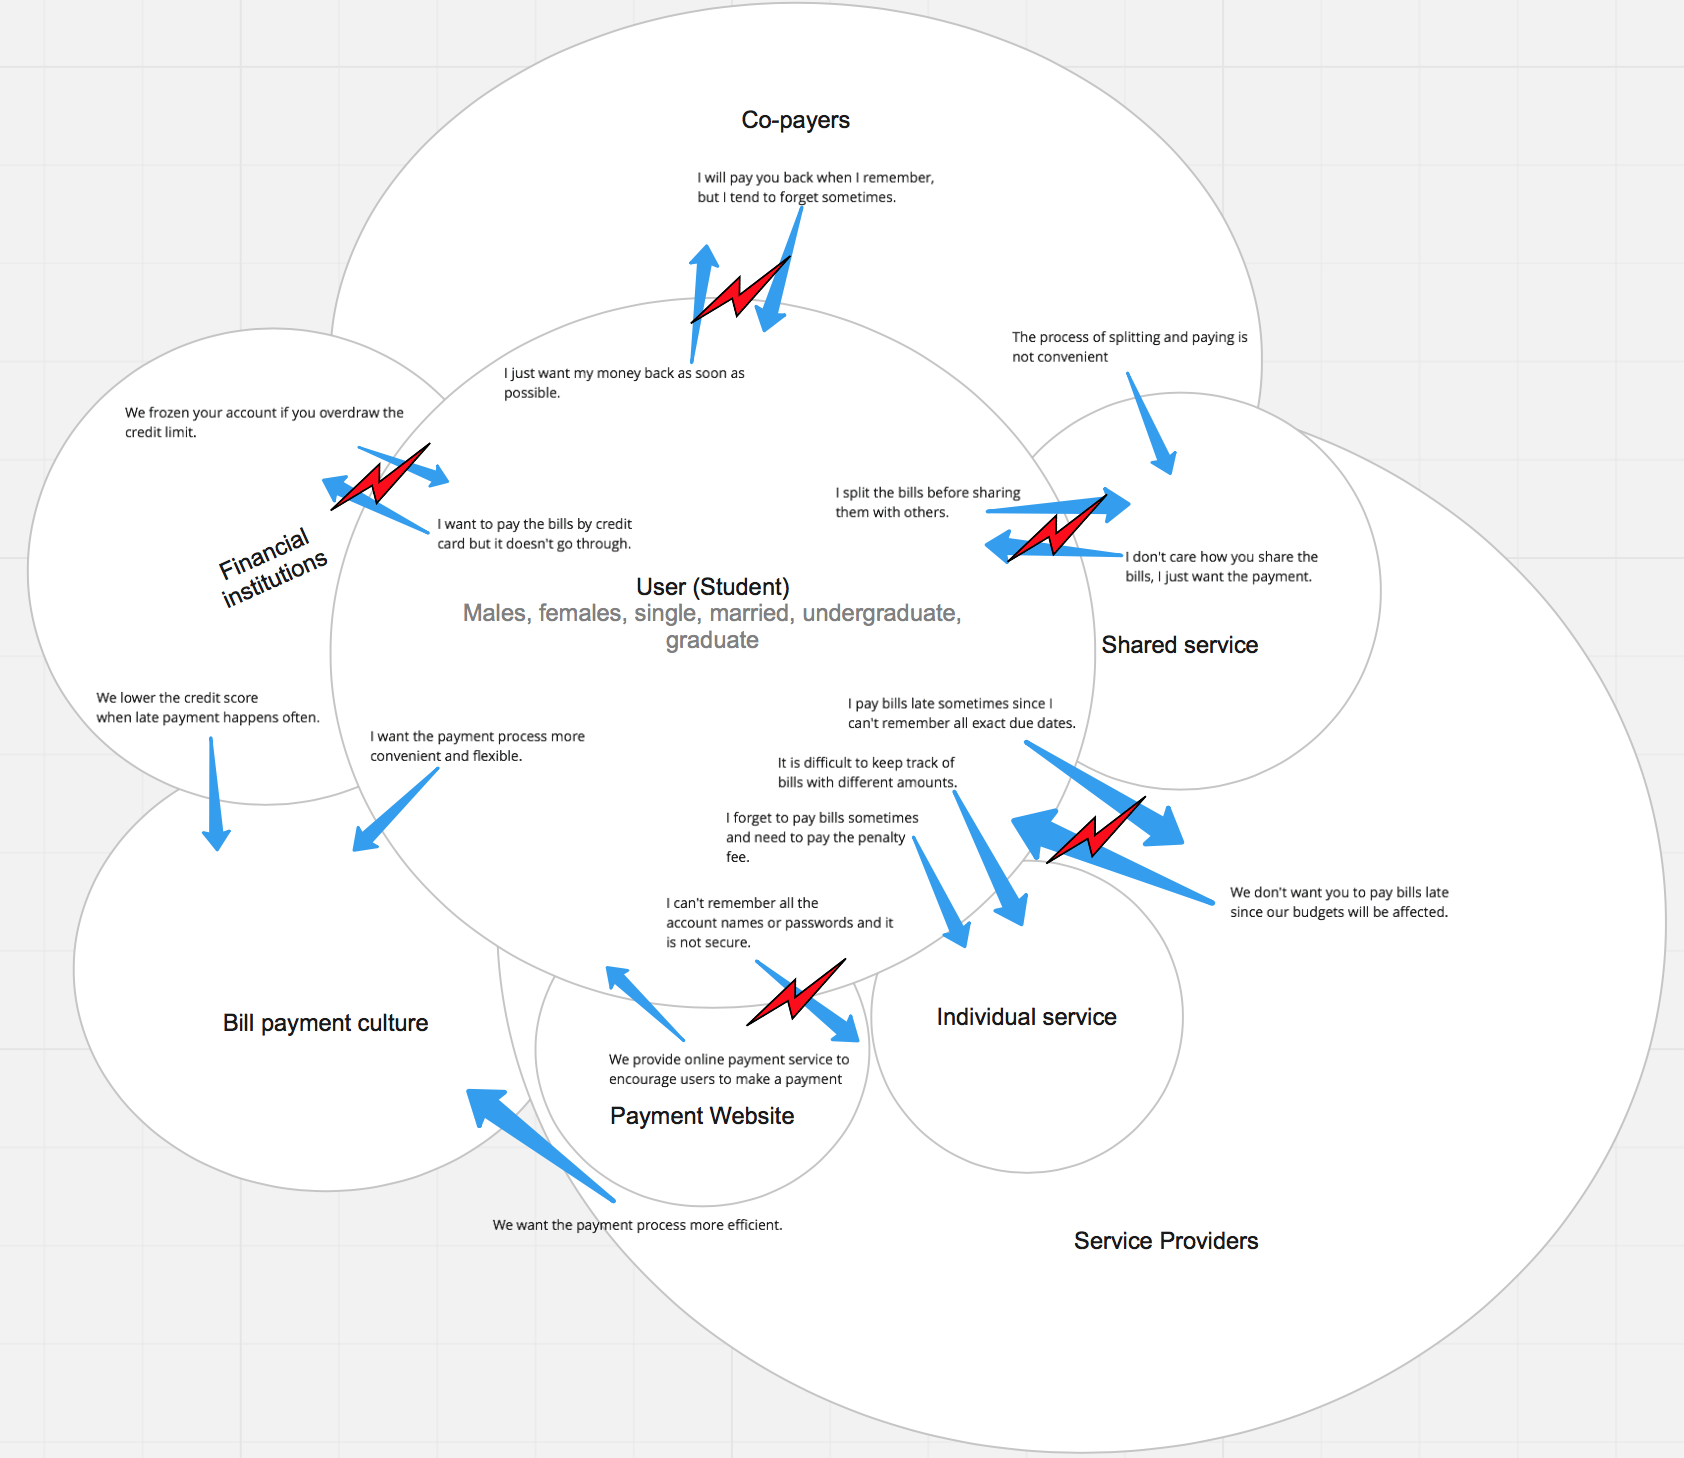 Co-payers
I will pay you back when I remember,
but I tend to forget sometimes.
I just want my money back as soon as
possible.
The process of splitting and paying is
not convenient
We frozen your account if you overdraw the
credit limit.
I want to pay the bills by credit
card but it doesn't go through.
Financial
institutions
I split the bills before sharing
them with others.
I don't care how you share the
bills, I just want the payment.
User (Student)
Males, females, single, married, undergraduate,
graduate
Shared service
We lower the credit score
when late payment happens often.
I want the payment process more
convenient and flexible.
I pay bills late sometimes since I
can't remember all exact due dates.
It is difficult to keep track of
bills with different amounts.
I forget to pay bills sometimes
and need to pay the penalty
fee.
We don't want you to pay bills late
since our budgets will be affected.
I can't remember all the
account names or passwords and it
is not secure.
Bill payment culture
Individual service
We provide online payment service to
encourage users to make a payment
Payment Website
We want the payment process more efficient.
Service Providers